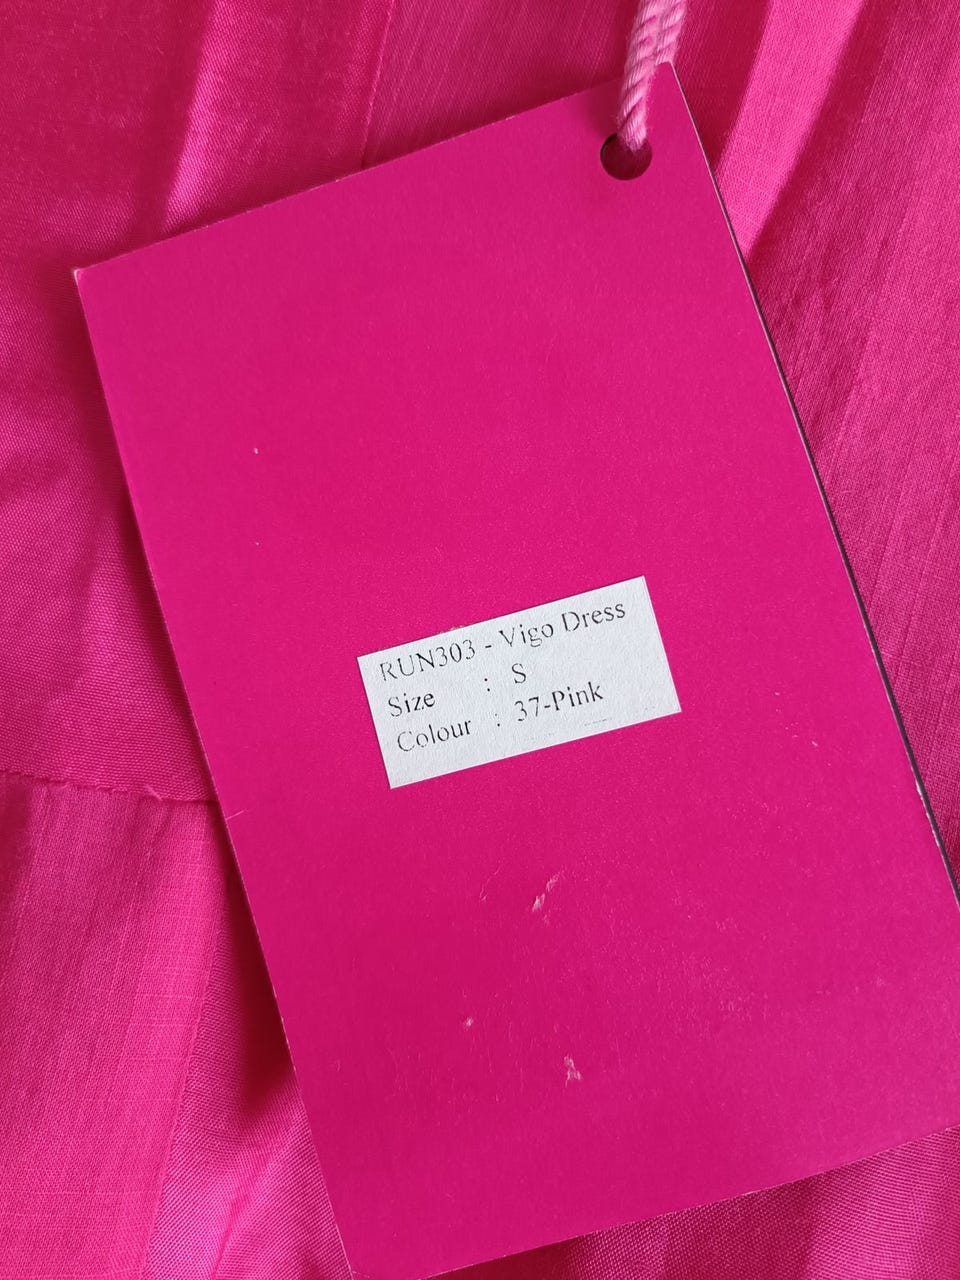 RUN303 - Vigo Dress
Size : S
Colour : 37-Pink